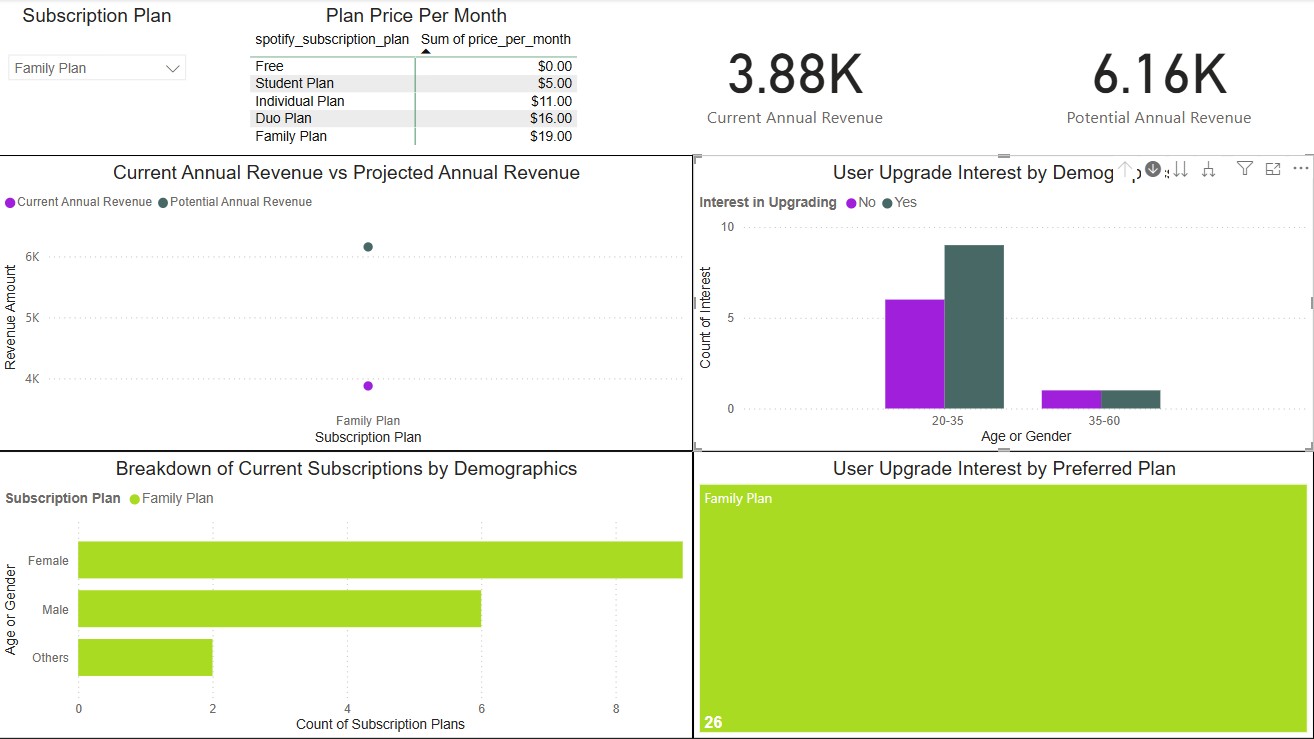 Subscription Plan
Family Plan
Plan Price Per Month
spotify_subscription_plan Sum of price_per_month
Free $0.00
Student Plan $5.00
Individual Plan $11.00
Duo Plan $16.00
Family Plan $19.00
3.88K
Current Annual Revenue
6.16K
Potential Annual Revenue
Current Annual Revenue vs Projected Annual Revenue
Current Annual Revenue Potential Annual Revenue
Revenue Amount
6K
5K
4K
Family Plan
Subscription Plan
User Upgrade Interest by
Interest in Upgrading No Yes
Count of Interest
10
5
0
20-35 35-60
Age or Gender
Breakdown of Current Subscriptions by Demographics
Subscription Plan Family Plan
Age or Gender
Female
Male
Others
0 2 4 6 8
Count of Subscription Plans
User Upgrade Interest by Preferred Plan
Family Plan
26